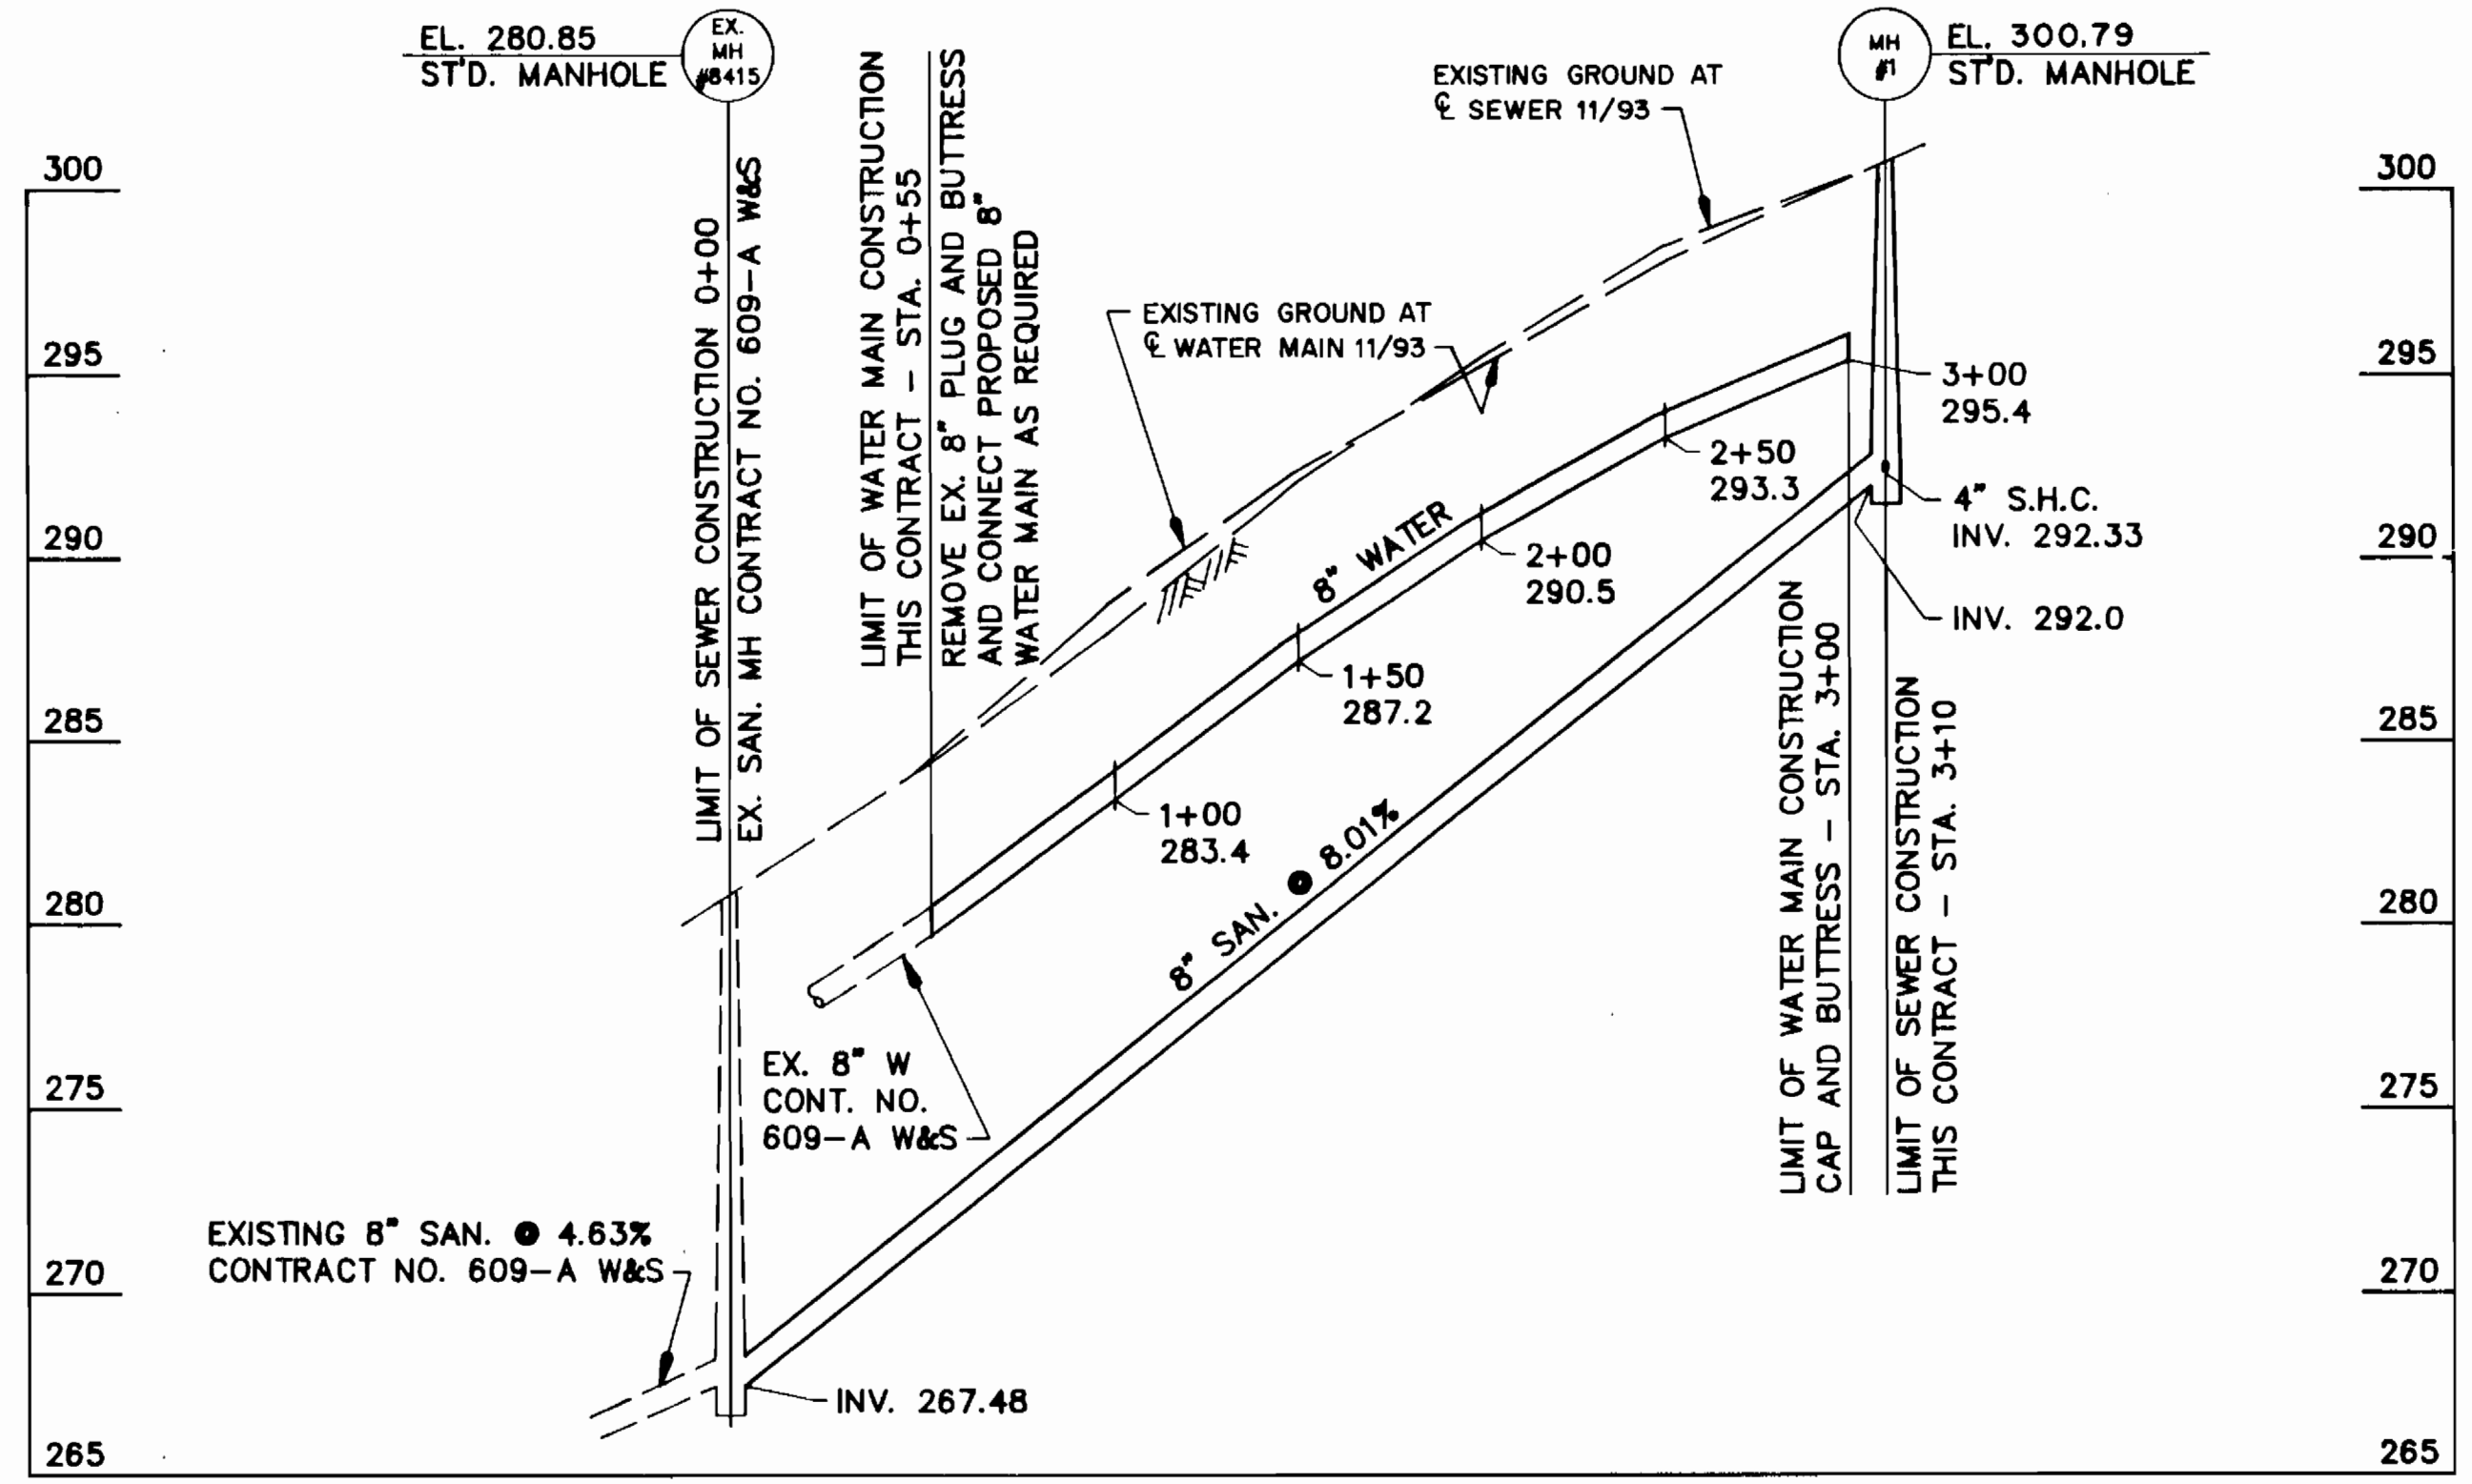 EL. 280.85
ST'D. MANHOLE
EX.
MH
#8415
LIMIT OF SEWER CONSTRUCTION 0+00
EX. SAN. MH CONTRACT NO. 609-A W&S
LIMIT OF WATER MAIN CONSTRUCTION
THIS CONTRACT - STA. 0+55
REMOVE EX. 8" PLUG AND BUTTRESS
AND CONNECT PROPOSED 8"
WATER MAIN AS REQUIRED
EXISTING GROUND AT
℄ SEWER 11/93
MH
#1
EL. 300.79
ST'D. MANHOLE
EXISTING GROUND AT
℄ WATER MAIN 11/93
300
295
290
285
280
275
270
265
300
295
290
285
280
275
270
265
8" WATER
3+00
295.4
2+50
293.3
2+00
290.5
1+50
287.2
1+00
283.4
4" S.H.C.
INV. 292.33
INV. 292.0
8" SAN. @ 8.01%
LIMIT OF WATER MAIN CONSTRUCTION
CAP AND BUTTRESS - STA. 3+00
LIMIT OF SEWER CONSTRUCTION
THIS CONTRACT - STA. 3+10
EX. 8" W
CONT. NO.
609-A W&S
EXISTING 8" SAN. @ 4.63%
CONTRACT NO. 609-A W&S
INV. 267.48